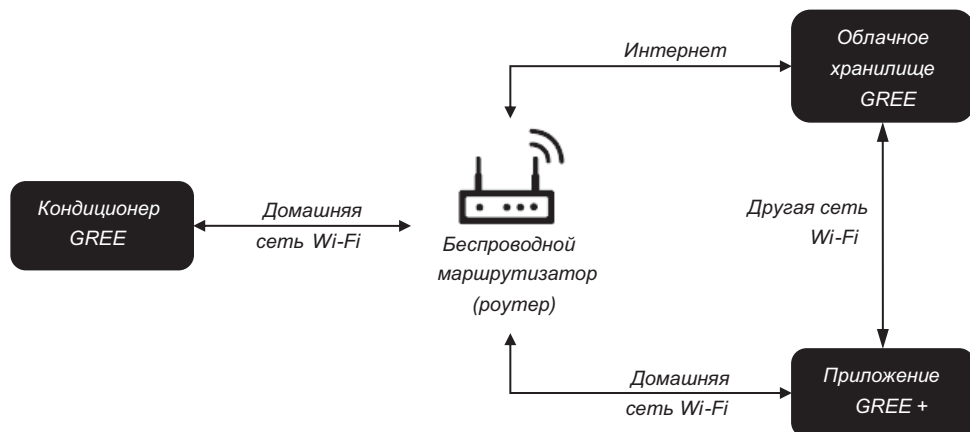 Интернет
Облачное
хранилище
GREE
Кондиционер
GREE
Домашняя
сеть Wi-Fi
Беспроводной
маршрутизатор
(роутер)
Другая сеть
Wi-Fi
Домашняя
сеть Wi-Fi
Приложение
GREE +